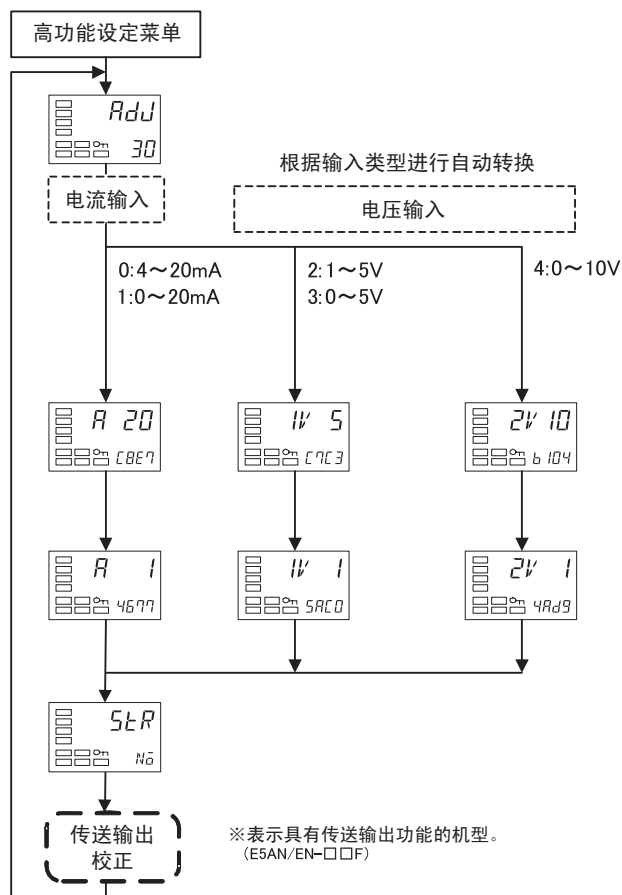 高功能设定菜单
AdJ
30
根据输入类型进行自动转换
电流输入
电压输入
0:4～20mA
1:0～20mA
2:1～5V
3:0～5V
4:0～10V
A 20
C8E7
1V 5
C7C3
2V 10
b104
A 1
4677
1V 1
5AC0
2V 1
4Ad9
StA
No
传送输出
校正
※表示具有传送输出功能的机型。
(E5AN/EN-□□F)